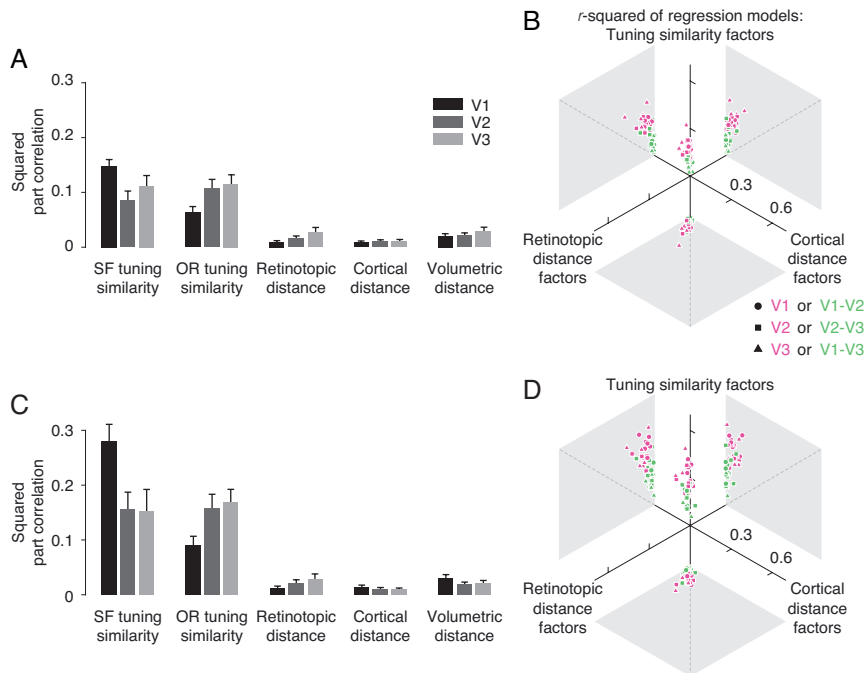 A
0.3
0.2
0.1
0
Squared
part correlation
V1
V2
V3
SF tuning
similarity
OR tuning
similarity
Retinotopic
distance
Cortical
distance
Volumetric
distance
B
r-squared of regression models:
Tuning similarity factors
0.3
0.6
Retinotopic
distance factors
Cortical
distance
factors
V1 or V1-V2
V2 or V2-V3
V3 or V1-V3
C
0.3
0.2
0.1
0
Squared
part correlation
SF tuning
similarity
OR tuning
similarity
Retinotopic
distance
Cortical
distance
Volumetric
distance
D
Tuning similarity factors
0.3
0.6
Retinotopic
distance
factors
Cortical
distance
factors